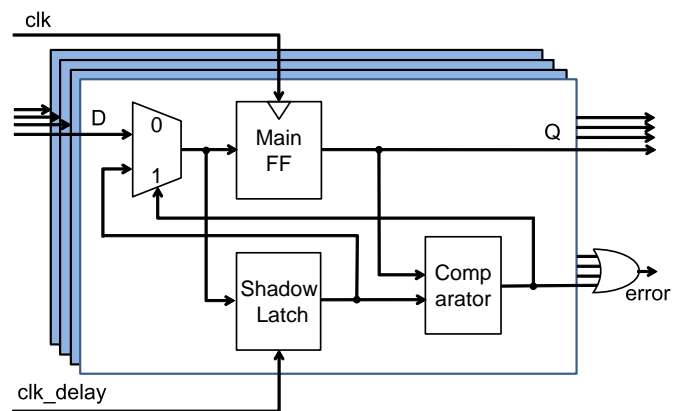 clk
D
0
1
Main
FF
Q
Shadow
Latch
Comp
arator
error
clk_delay